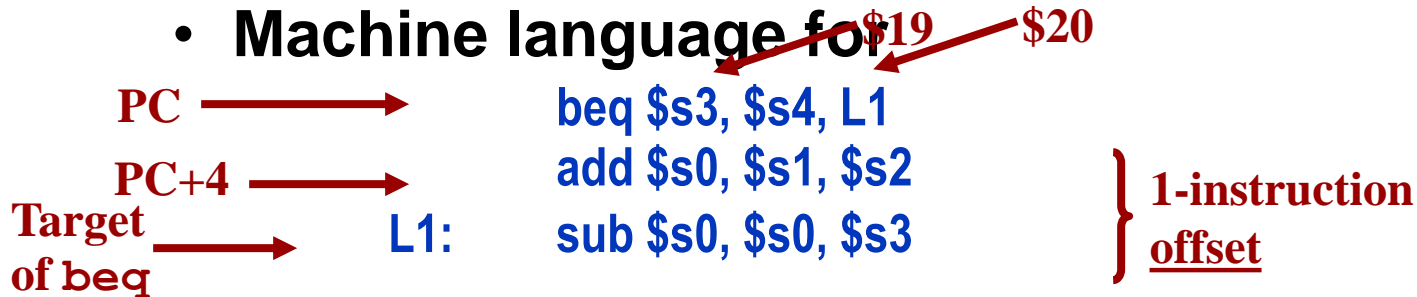 • Machine language for $19 $20
PC beq $s3, $s4, L1
PC+4 add $s0, $s1, $s2
Target of beq L1: sub $s0, $s0, $s3
1-instruction
offset